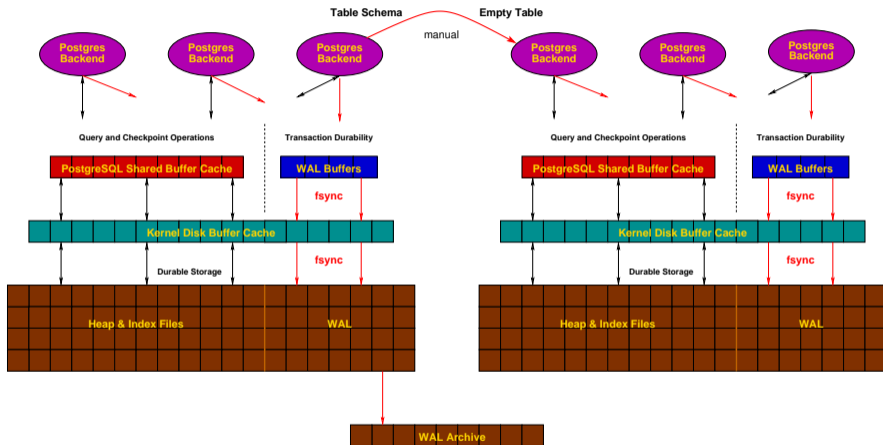 Table Schema
Empty Table
manual
Postgres
Backend
Postgres
Backend
Postgres
Backend
Postgres
Backend
Postgres
Backend
Postgres
Backend
Query and Checkpoint Operations
Transaction Durability
Query and Checkpoint Operations
Transaction Durability
PostgreSQL Shared Buffer Cache
WAL Buffers
PostgreSQL Shared Buffer Cache
WAL Buffers
fsync
fsync
Kernel Disk Buffer Cache
Kernel Disk Buffer Cache
fsync
fsync
Durable Storage
Durable Storage
Heap & Index Files
WAL
Heap & Index Files
WAL
WAL Archive